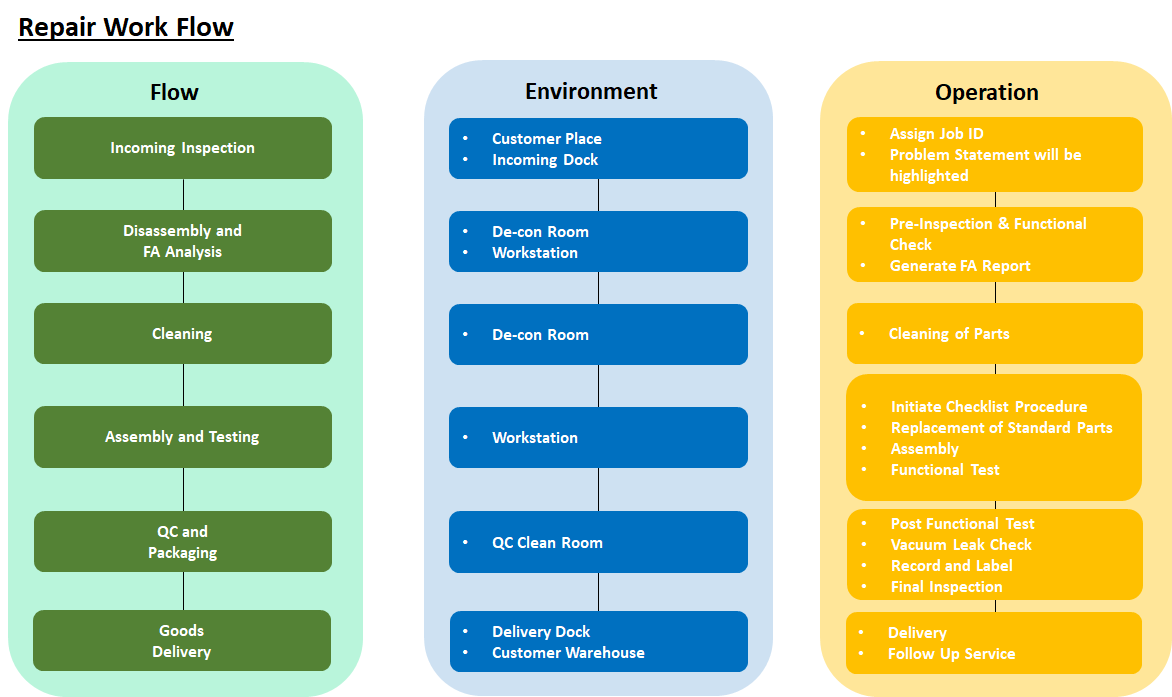 Repair Work Flow
Flow
Incoming Inspection
Disassembly and
FA Analysis
Cleaning
Assembly and Testing
QC and
Packaging
Goods
Delivery
Environment
• Customer Place
• Incoming Dock
• De-con Room
• Workstation
• De-con Room
• Workstation
• QC Clean Room
• Delivery Dock
• Customer Warehouse
Operation
• Assign Job ID
• Problem Statement will be
highlighted
• Pre-Inspection & Functional
Check
• Generate FA Report
• Cleaning of Parts
• Initiate Checklist Procedure
• Replacement of Standard Parts
• Assembly
• Functional Test
• Post Functional Test
• Vacuum Leak Check
• Record and Label
• Final Inspection
• Delivery
• Follow Up Service